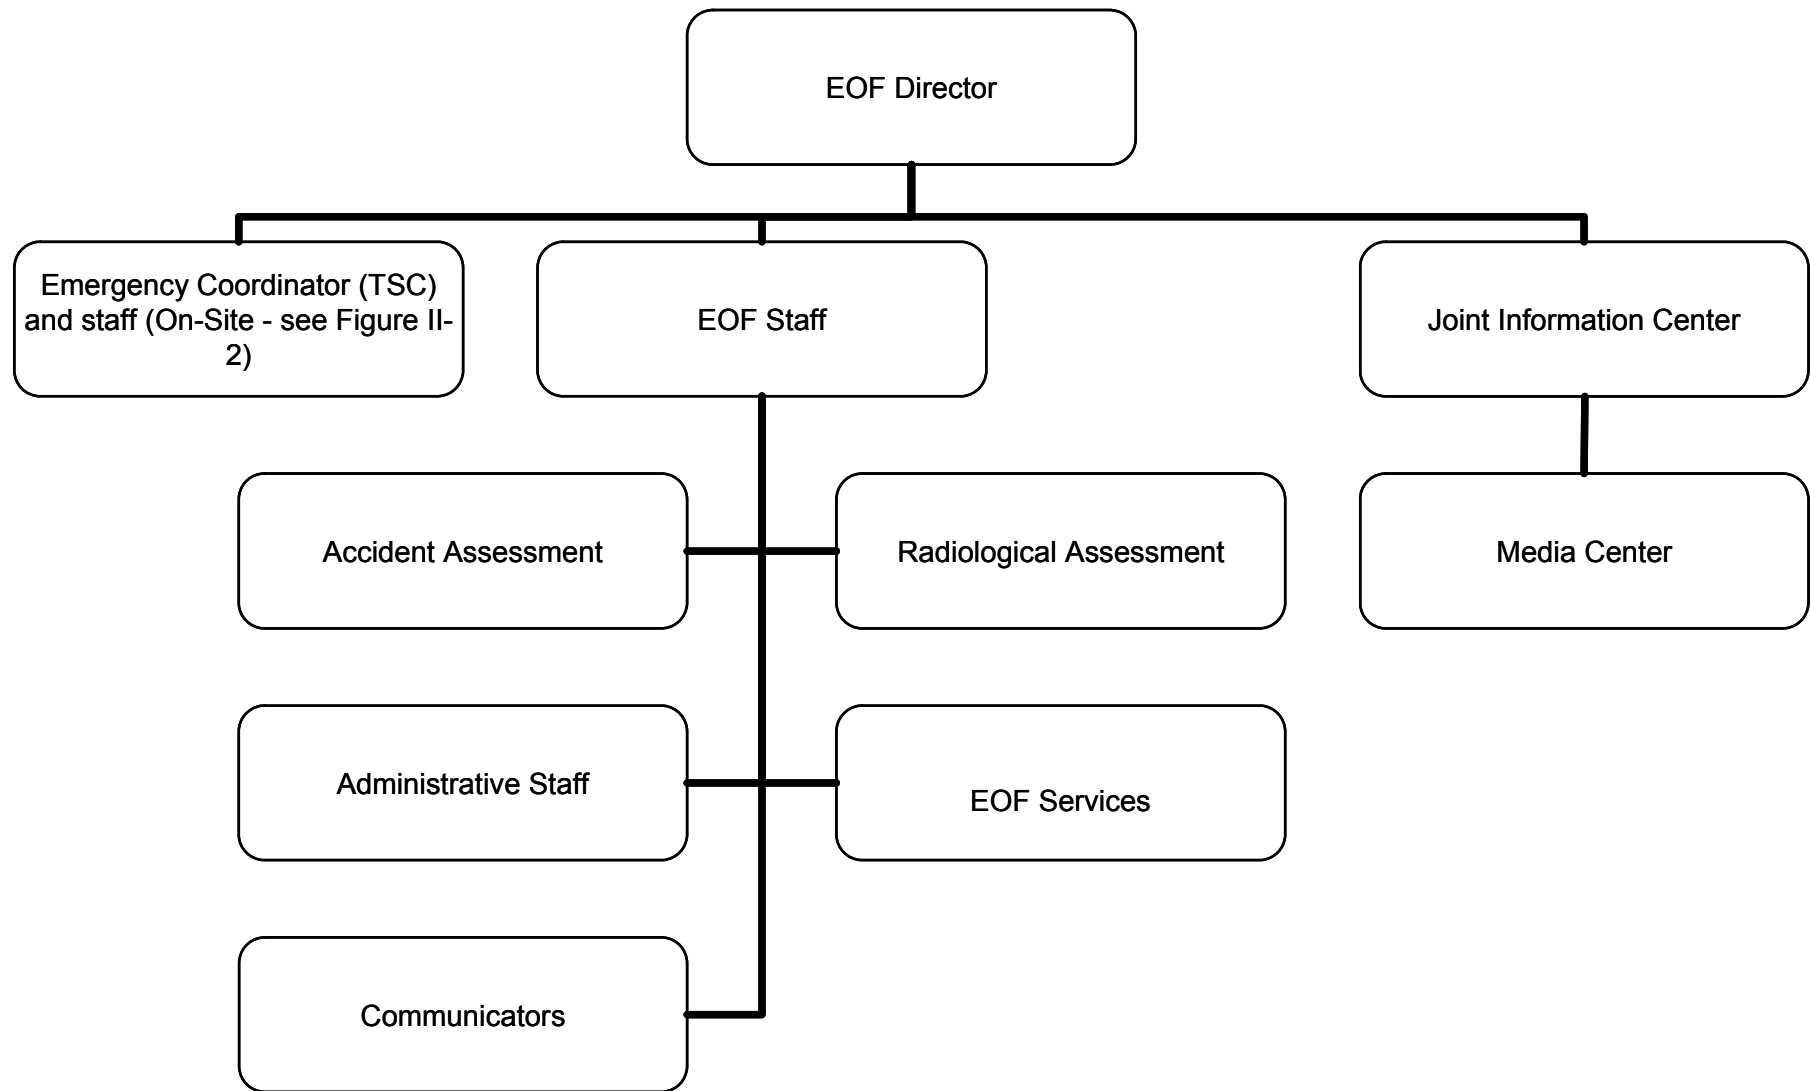 EOF Director
Emergency Coordinator (TSC)
and staff (On-Site - see Figure II-
2)
EOF Staff
Joint Information Center
Accident Assessment
Radiological Assessment
Media Center
Administrative Staff
EOF Services
Communicators